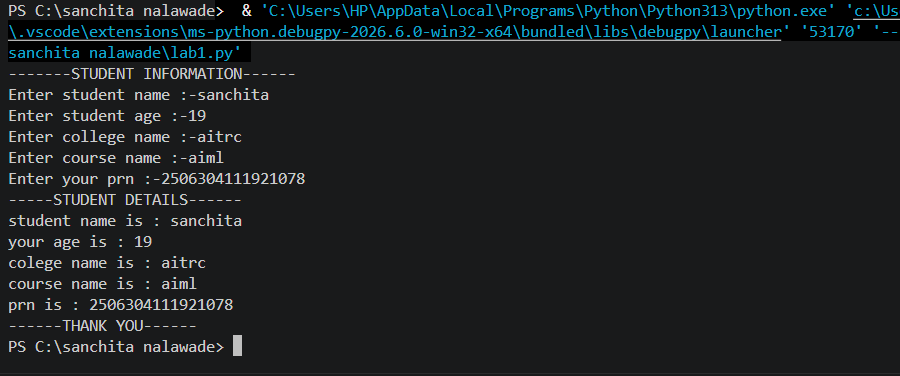 PS C:\sanchita nalawade>  & 'C:\Users\HP\AppData\Local\Programs\Python\Python313\python.exe' 'c:\Us
\.vscode\extensions\ms-python.debugpy-2026.6.0-win32-x64\bundled\libs\debugpy\launcher' '53170' '--
sanchita nalawade\lab1.py'
-------STUDENT INFORMATION------
Enter student name :-sanchita
Enter student age :-19
Enter college name :-aitrc
Enter course name :-aiml
Enter your prn :-2506304111921078
-----STUDENT DETAILS------
student name is : sanchita
your age is : 19
colege name is : aitrc
course name is : aiml
prn is : 2506304111921078
------THANK YOU------
PS C:\sanchita nalawade>